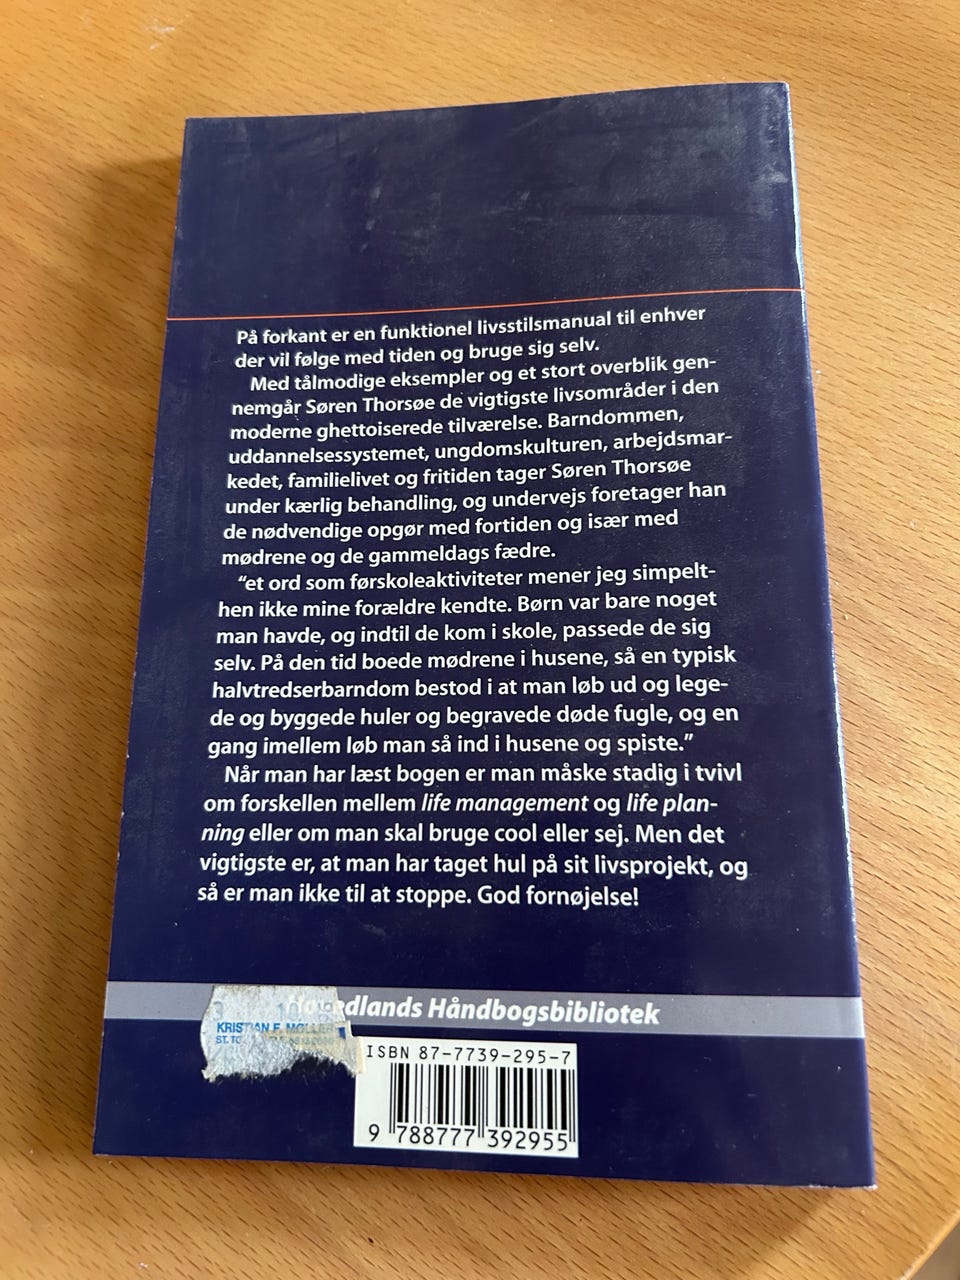 På forkant er en funktionel livsstilsmanual til enhver
der vil følge med tiden og bruge sig selv.
Med tålmodige eksempler og et stort overblik gen-
nemgår Søren Thorsøe de vigtigste livsområder i den
moderne ghettoiserede tilværelse. Barndommen,
uddannelsessystemet, ungdomskulturen, arbejdsmar-
kedet, familielivet og fritiden tager Søren Thorsøe
under kærlig behandling, og undervejs foretager han
de nødvendige opgør med fortiden og især med
mødrene og de gammeldags fædre.
"et ord som førskoleaktiviteter mener jeg simpelt-
hen ikke mine forældre kendte. Børn var bare noget
man havde, og indtil de kom i skole, passede de sig
selv. På den tid boede mødrene i husene, så en typisk
halvtredserbarndom bestod i at man løb ud og lege-
de og byggede huler og begravede døde fugle, og en
gang imellem løb man så ind i husene og spiste."
Når man har læst bogen er man måske stadig i tvivl
om forskellen mellem life management og life plan-
ning eller om man skal bruge cool eller sej. Men det
vigtigste er, at man har taget hul på sit livsprojekt, og
så er man ikke til at stoppe. God fornøjelse!
Håndbogsbibliotek
KRISTIAN F. MØLLER
ST.
ISBN 87-7739-295-7
9 788777 392955